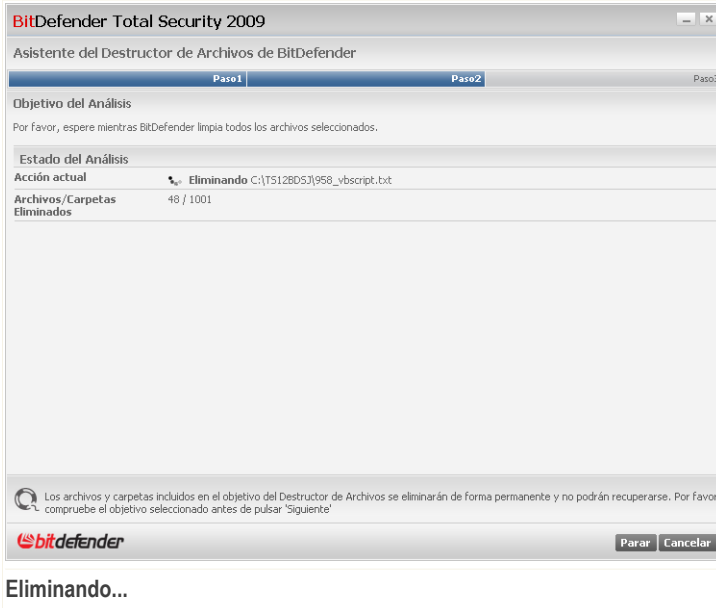 BitDefender Total Security 2009
Asistente del Destructor de Archivos de BitDefender
Paso1 Paso2 Paso3
Objetivo del Análisis
Por favor, espere mientras BitDefender limpia todos los archivos seleccionados.
Estado del Análisis
Acción actual Eliminando C:\TS12BDSJ\958_vbscript.txt
Archivos/Carpetas 48 / 1001
Eliminados
Los archivos y carpetas incluidos en el objetivo del Destructor de Archivos se eliminarán de forma permanente y no podrán recuperarse. Por favor
compruebe el objetivo seleccionado antes de pulsar 'Siguiente'
bitdefender Parar Cancelar
Eliminando...